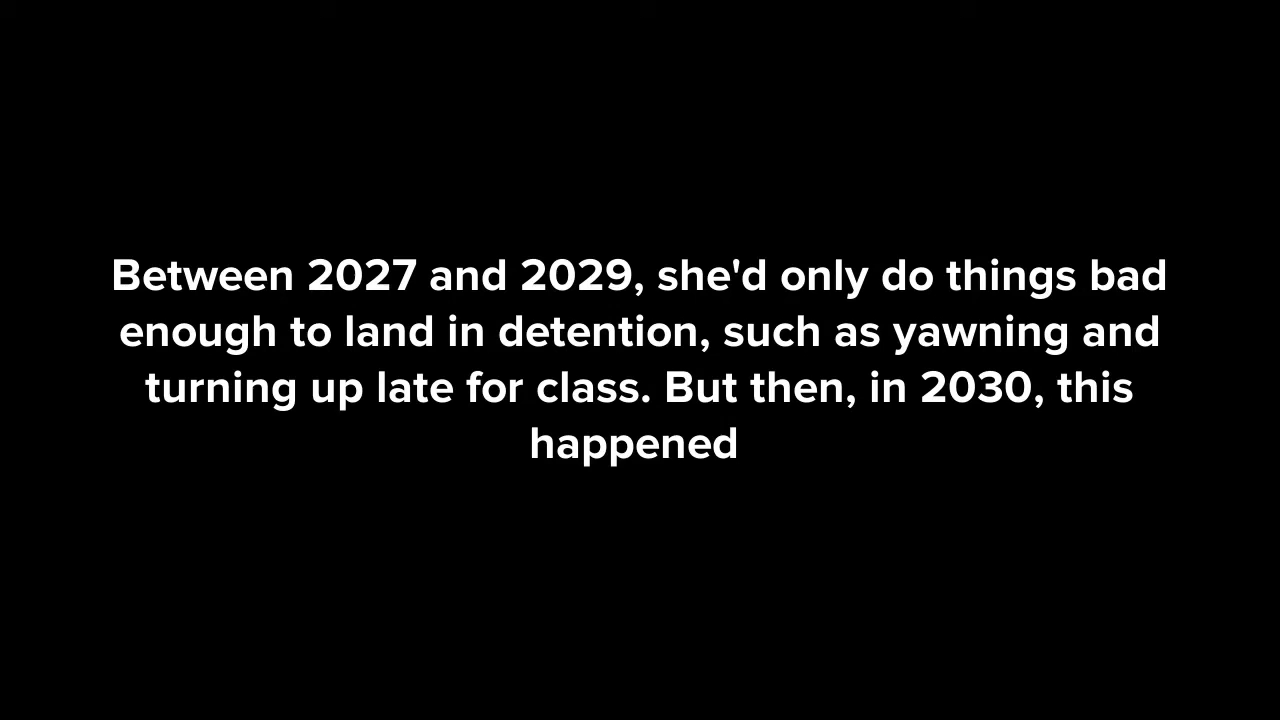 Between 2027 and 2029, she'd only do things bad
enough to land in detention, such as yawning and
turning up late for class. But then, in 2030, this
happened